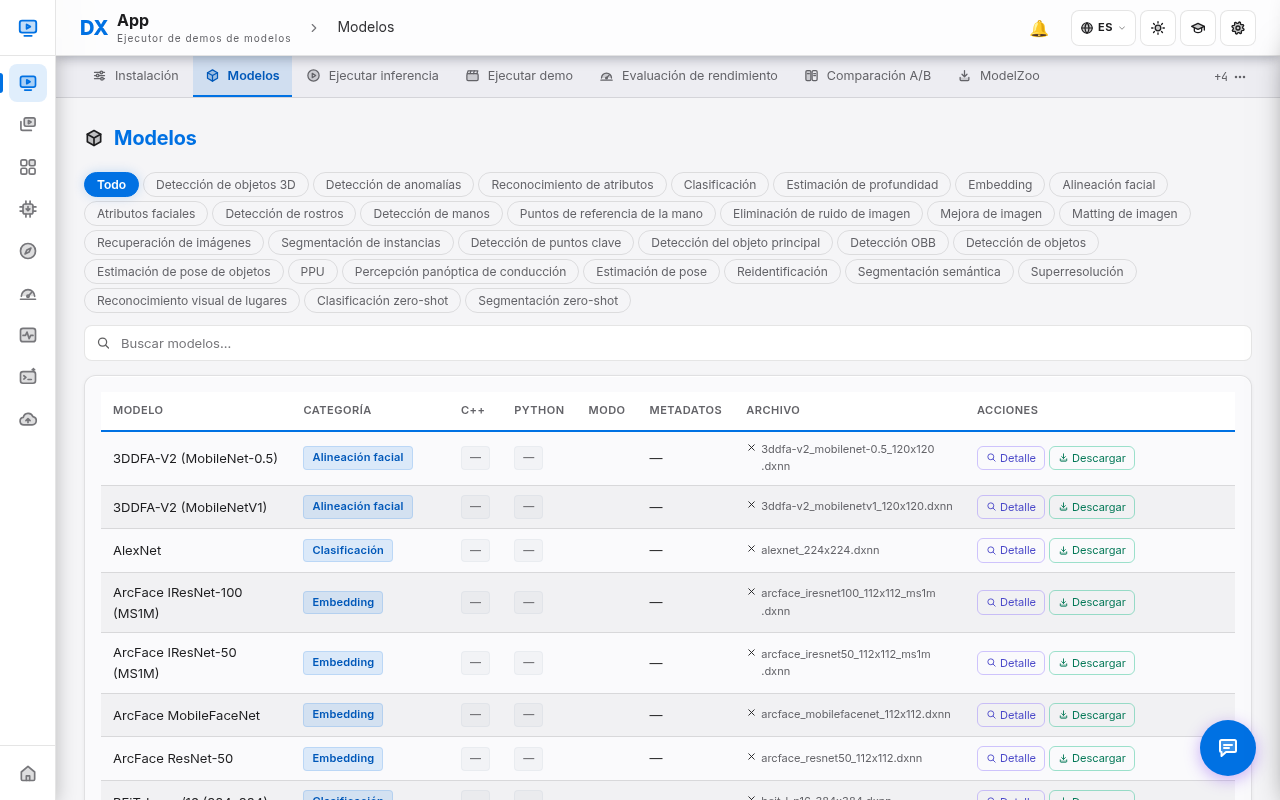 DX App
Ejecutor de demos de modelos
Modelos
ES
Instalación
Modelos
Ejecutar inferencia
Ejecutar demo
Evaluación de rendimiento
Comparación A/B
ModelZoo
+4
Modelos
Todo Detección de objetos 3D Detección de anomalías Reconocimiento de atributos Clasificación Estimación de profundidad Embedding Alineación facial
Atributos faciales Detección de rostros Detección de manos Puntos de referencia de la mano Eliminación de ruido de imagen Mejora de imagen Matting de imagen
Recuperación de imágenes Segmentación de instancias Detección de puntos clave Detección del objeto principal Detección OBB Detección de objetos
Estimación de pose de objetos PPU Percepción panóptica de conducción Estimación de pose Reidentificación Segmentación semántica Superresolución
Reconocimiento visual de lugares Clasificación zero-shot Segmentación zero-shot
Buscar modelos...
MODELO CATEGORÍA C++ PYTHON MODO METADATOS ARCHIVO ACCIONES
3DDFA-V2 (MobileNet-0.5) Alineación facial — — — 3ddfa-v2_mobilenet-0.5_120x120
.dxnn Detalle Descargar
3DDFA-V2 (MobileNetV1) Alineación facial — — — 3ddfa-v2_mobilenetv1_120x120.dxnn Detalle Descargar
AlexNet Clasificación — — — alexnet_224x224.dxnn Detalle Descargar
ArcFace IResNet-100
(MS1M) Embedding — — — arcface_iresnet100_112x112_ms1m
.dxnn Detalle Descargar
ArcFace IResNet-50
(MS1M) Embedding — — — arcface_iresnet50_112x112_ms1m
.dxnn Detalle Descargar
ArcFace MobileFaceNet Embedding — — — arcface_mobilefacenet_112x112.dxnn Detalle Descargar
ArcFace ResNet-50 Embedding — — — arcface_resnet50_112x112.dxnn Detalle Descargar
Clasificación